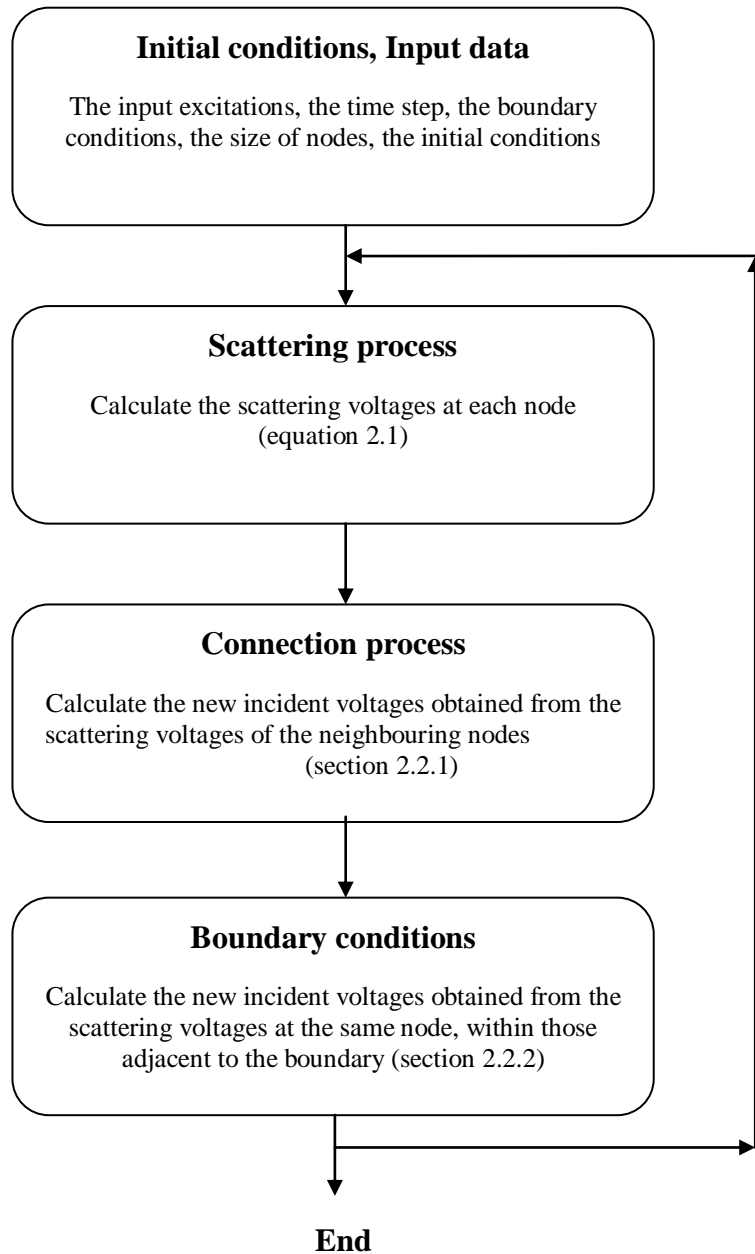 Initial conditions, Input data
The input excitations, the time step, the boundary
conditions, the size of nodes, the initial conditions
Scattering process
Calculate the scattering voltages at each node
(equation 2.1)
Connection process
Calculate the new incident voltages obtained from the
scattering voltages of the neighbouring nodes
(section 2.2.1)
Boundary conditions
Calculate the new incident voltages obtained from the
scattering voltages at the same node, within those
adjacent to the boundary (section 2.2.2)
End